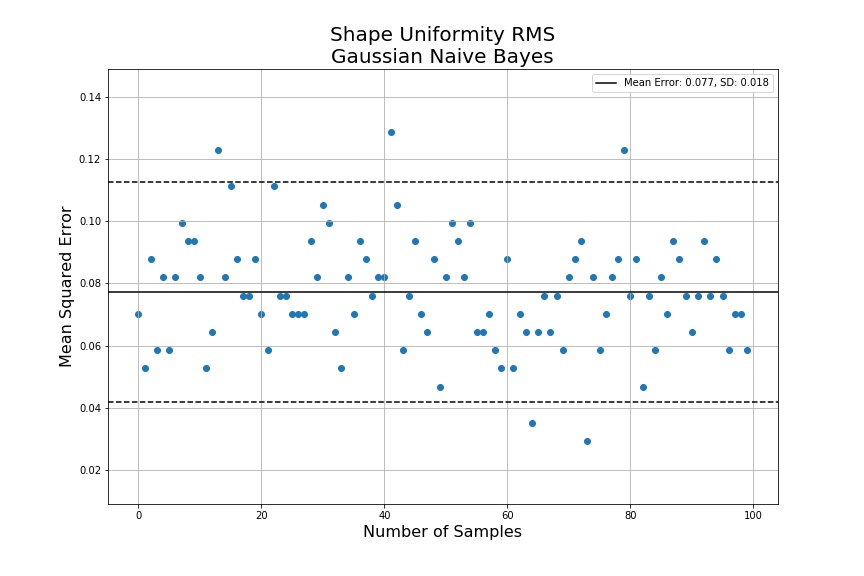 Shape Uniformity RMS
Gaussian Naive Bayes
Mean Error: 0.077, SD: 0.018
Mean Squared Error
0.14
0.12
0.10
0.08
0.06
0.04
0.02
0 20 40 60 80 100
Number of Samples